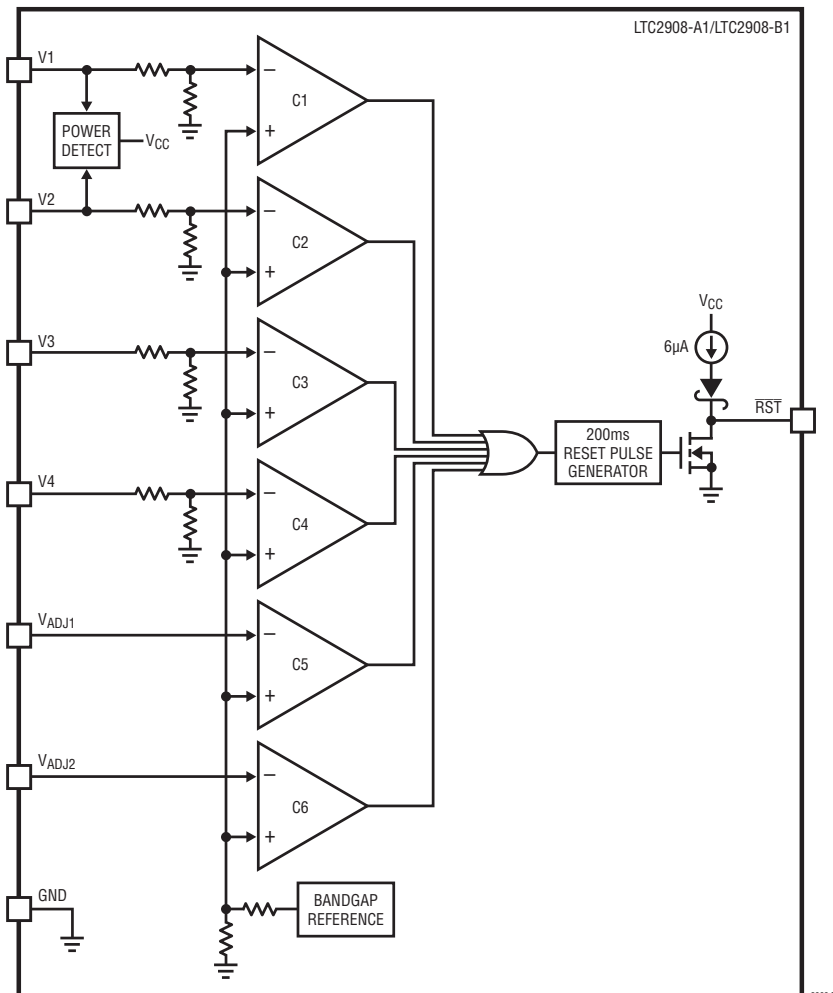 LTC2908-A1/LTC2908-B1
V1
−
C1
POWER
DETECT
VCC
+
V2
−
C2
+
VCC
6µA
V3
−
C3
+
RST
200ms
RESET PULSE
GENERATOR
V4
−
C4
+
VADJ1
−
C5
+
VADJ2
−
C6
+
GND
BANDGAP
REFERENCE